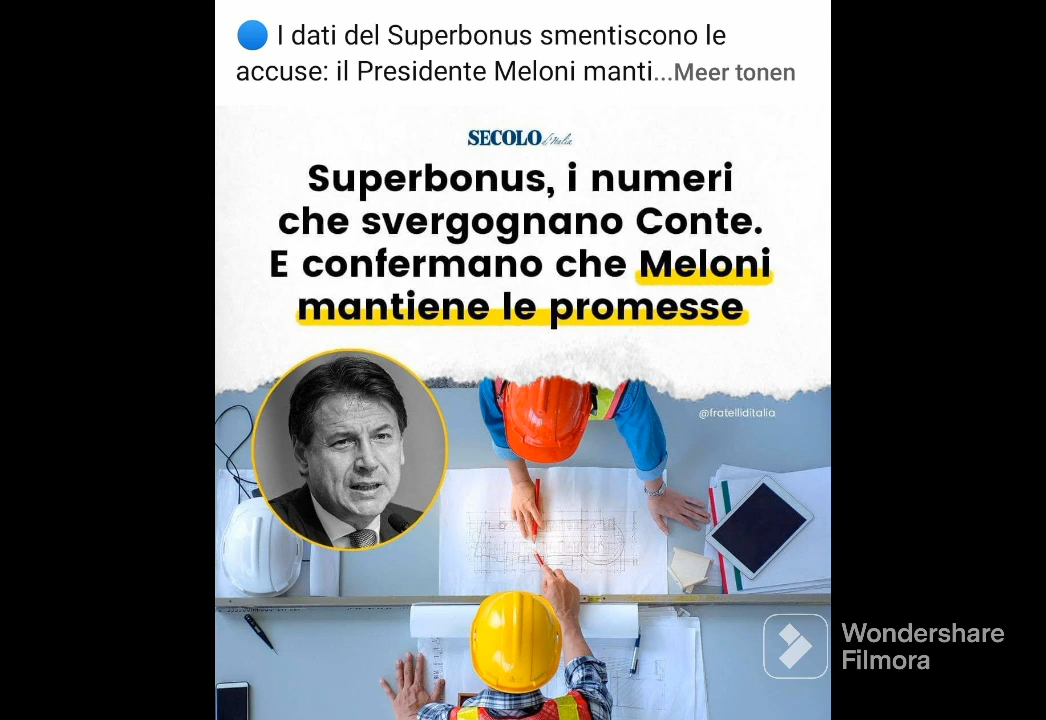 I dati del Superbonus smentiscono le
accuse: il Presidente Meloni manti...Meer tonen
SECOLO d'Italia
Superbonus, i numeri
che svergognano Conte.
E confermano che Meloni
mantiene le promesse
@fratelliditalia
Wondershare
Filmora